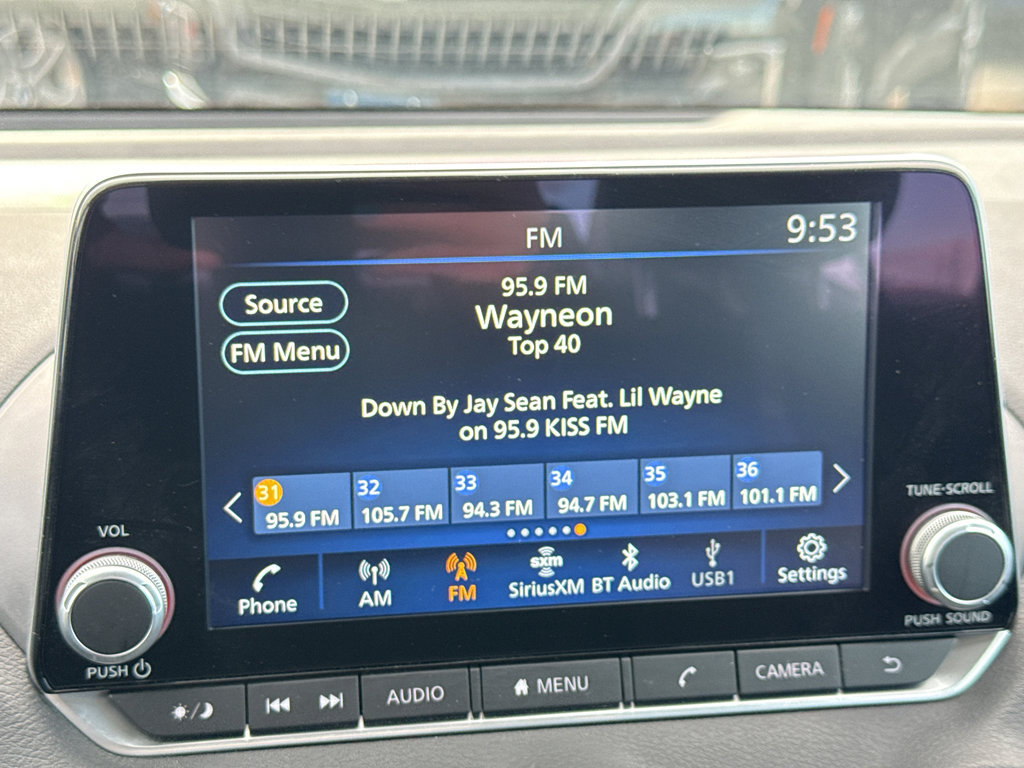 FM
9:53
Source
FM Menu
95.9 FM
Wayneon
Top 40
Down By Jay Sean Feat. Lil Wayne
on 95.9 KISS FM
31 32 33 34 35 36
95.9 FM 105.7 FM 94.3 FM 94.7 FM 103.1 FM 101.1 FM
sxm
Phone AM FM SiriusXM BT Audio USB1 Settings
VOL
PUSH
TUNE·SCROLL
PUSH SOUND
AUDIO MENU CAMERA